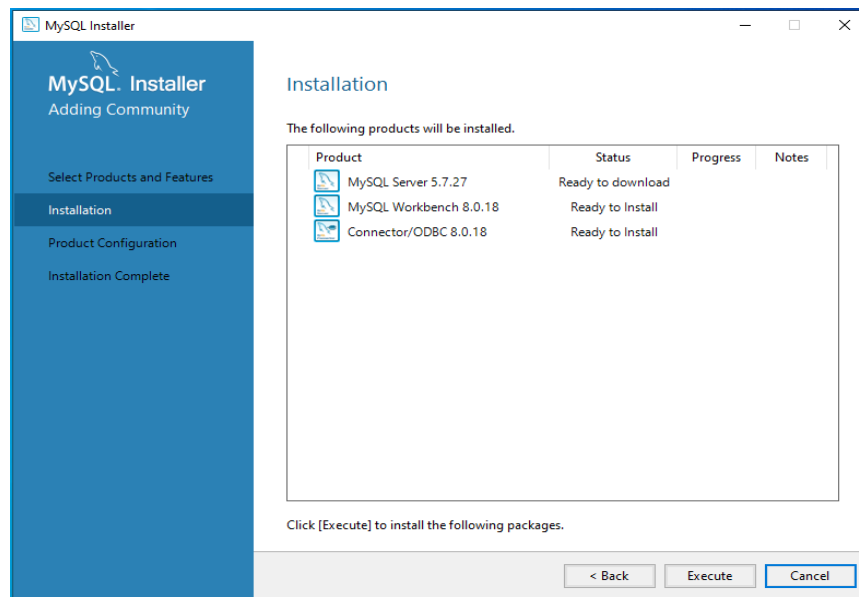 MySQL Installer
MySQL. Installer
Adding Community
Select Products and Features
Installation
Product Configuration
Installation Complete
Installation
The following products will be installed.
Product Status Progress Notes
MySQL Server 5.7.27 Ready to download
MySQL Workbench 8.0.18 Ready to Install
Connector/ODBC 8.0.18 Ready to Install
Click [Execute] to install the following packages.
< Back Execute Cancel